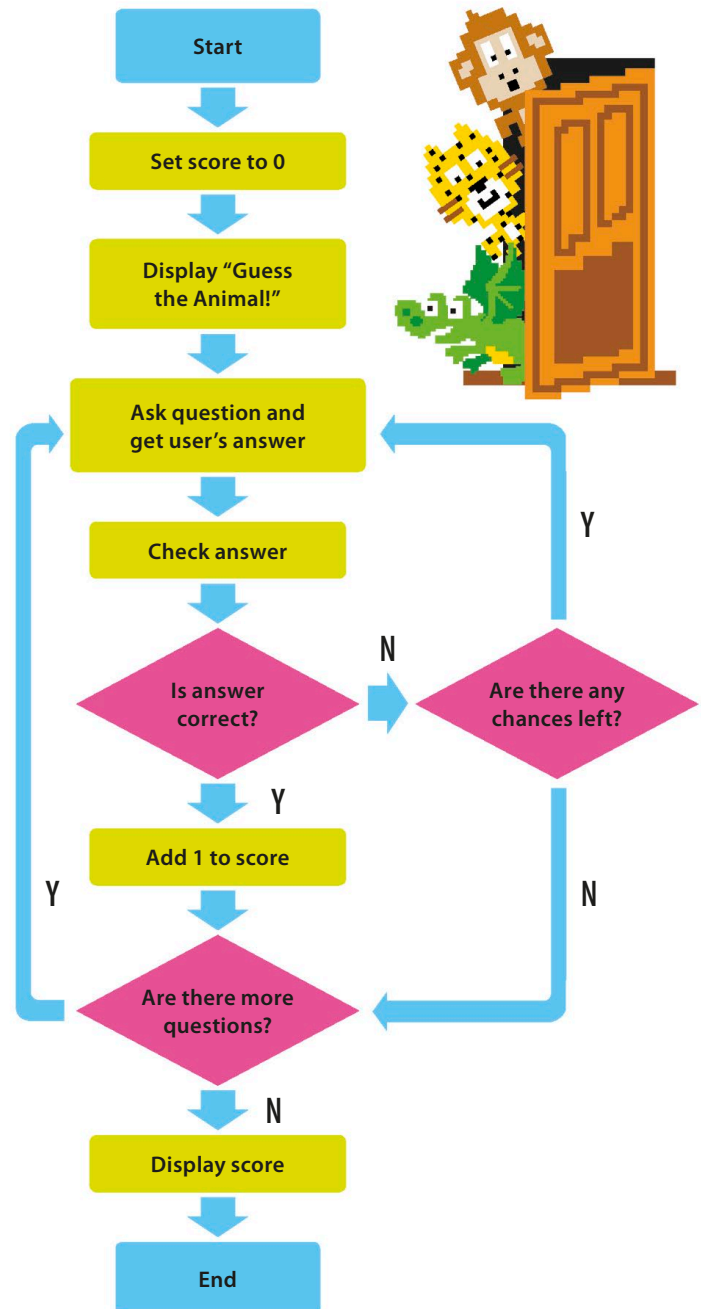 Start
Set score to 0
Display “Guess
the Animal!”
Ask question and
get user’s answer
Y
Check answer
N
Is answer
correct?
Are there any
chances left?
Y
Add 1 to score
Y
N
Are there more
questions?
N
Display score
End